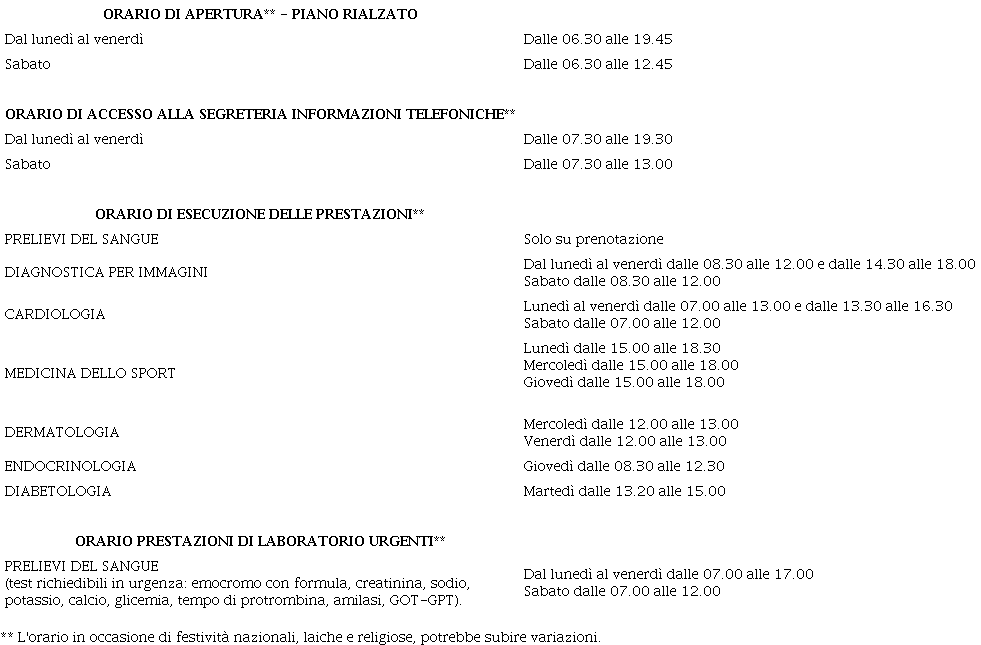 ORARIO DI APERTURA** - PIANO RIALZATO
Dal lunedì al venerdì Dalle 06.30 alle 19.45
Sabato Dalle 06.30 alle 12.45
ORARIO DI ACCESSO ALLA SEGRETERIA INFORMAZIONI TELEFONICHE**
Dal lunedì al venerdì Dalle 07.30 alle 19.30
Sabato Dalle 07.30 alle 13.00
ORARIO DI ESECUZIONE DELLE PRESTAZIONI**
PRELIEVI DEL SANGUE Solo su prenotazione
DIAGNOSTICA PER IMMAGINI
Dal lunedì al venerdì dalle 08.30 alle 12.00 e dalle 14.30 alle 18.00
Sabato dalle 08.30 alle 12.00
CARDIOLOGIA
Lunedì al venerdì dalle 07.00 alle 13.00 e dalle 13.30 alle 16.30
Sabato dalle 07.00 alle 12.00
MEDICINA DELLO SPORT
Lunedì dalle 15.00 alle 18.30
Mercoledì dalle 15.00 alle 18.00
Giovedì dalle 15.00 alle 18.00
DERMATOLOGIA
Mercoledì dalle 12.00 alle 13.00
Venerdì dalle 12.00 alle 13.00
ENDOCRINOLOGIA Giovedì dalle 08.30 alle 12.30
DIABETOLOGIA Martedì dalle 13.20 alle 15.00
ORARIO PRESTAZIONI DI LABORATORIO URGENTI**
PRELIEVI DEL SANGUE
(test richiedibili in urgenza: emocromo con formula, creatinina, sodio,
potassio, calcio, glicemia, tempo di protrombina, amilasi, GOT-GPT).
Dal lunedì al venerdì dalle 07.00 alle 17.00
Sabato dalle 07.00 alle 12.00
** L'orario in occasione di festività nazionali, laiche e religiose, potrebbe subire variazioni.